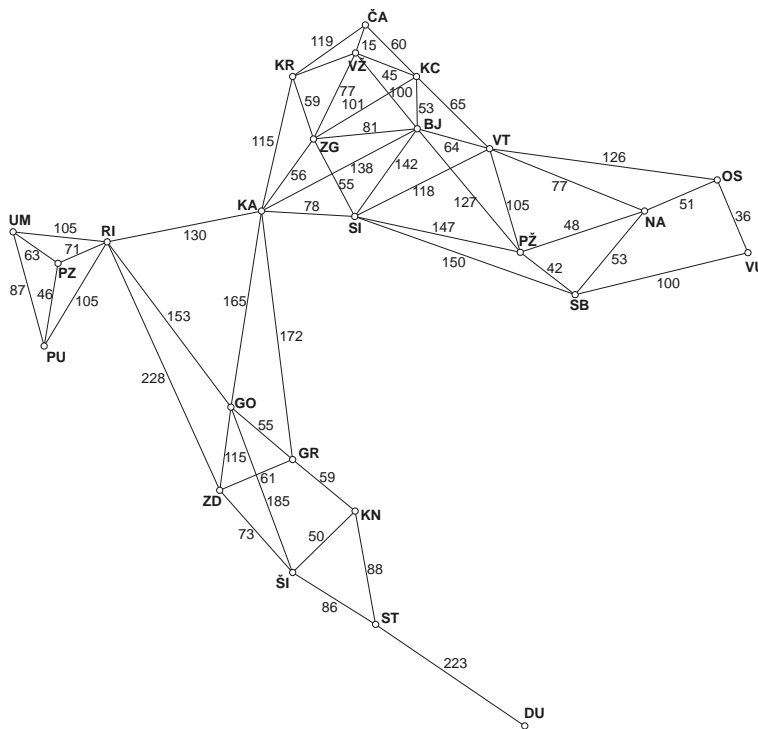 ČA
119
15
60
VŽ
KR
45
KC
77
100
59
101
53
65
BJ
81
115
ZG
64
VT
138
142
126
56
55
118
77
OS
127
105
KA
78
SI
NA
51
UM
105
RI
36
130
147
PŽ
48
63
71
PZ
150
42
53
VU
87
46
105
SB
100
165
153
172
PU
228
GO
55
115
GR
61
59
ZD
185
KN
73
50
88
ŠI
86
ST
223
DU